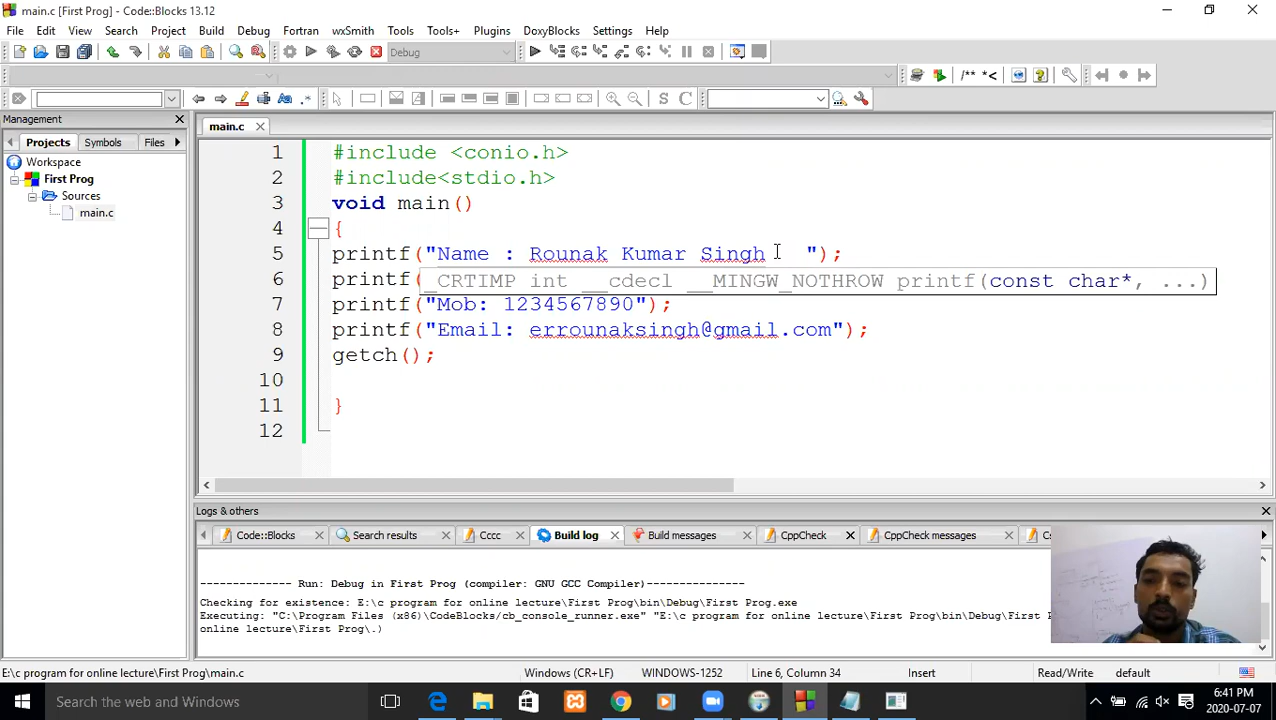 main.c [First Prog] - Code::Blocks 13.12
File Edit View Search Project Build Debug Fortran wxSmith Tools Tools+ Plugins DoxyBlocks Settings Help
Debug
/** *<
S C
Management
Projects Symbols Files
main.c
Workspace
First Prog
Sources
main.c
1 #include <conio.h>
2 #include<stdio.h>
3 void main()
4 {
5 printf("Name : Rounak Kumar Singh ");
6 printf(
_CRTIMP int __cdecl __MINGW_NOTHROW printf(const char*, ...)
7 printf("Mob: 1234567890");
8 printf("Email: errounaksingh@gmail.com");
9 getch();
10
11 }
12
Logs & others
Code::Blocks Search results Cccc Build log Build messages CppCheck CppCheck messages
-------------- Run: Debug in First Prog (compiler: GNU GCC Compiler)---------------
Checking for existence: E:\c program for online lecture\First Prog\bin\Debug\First Prog.exe
Executing: "C:\Program Files (x86)\CodeBlocks/cb_console_runner.exe" "E:\c program for online lecture\First Prog\bin\Debug\First
online lecture\First Prog\.)
E:\c program for online lecture\First Prog\main.c Windows (CR+LF) WINDOWS-1252 Line 6, Column 34 Insert Read/Write default
Search the web and Windows
6:41 PM
2020-07-07